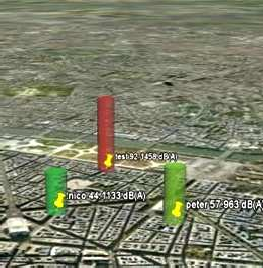 test 92.1458 dB(A)
nico 44.1133 dB(A)
peter 57.963 dB(A)